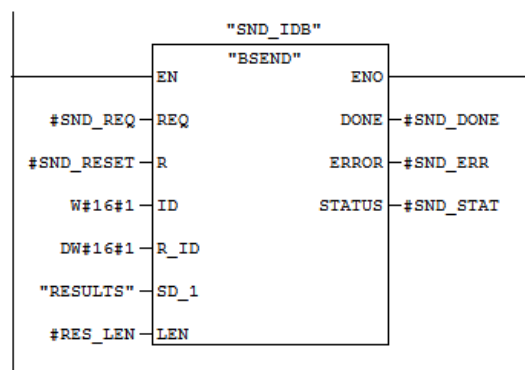 "SND_IDB"
"BSEND"
EN ENO
#SND_REQ REQ DONE #SND_DONE
#SND_RESET R ERROR #SND_ERR
W#16#1 ID STATUS #SND_STAT
DW#16#1 R_ID
"RESULTS" SD_1
#RES_LEN LEN